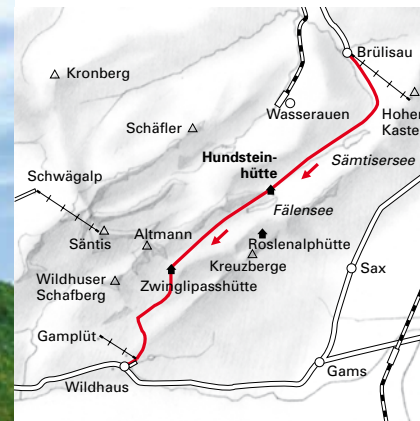 Brülisau
Kronberg
Hoher
Kaste
Wasserauen
Schäfler
Hundstein-
hütte
Sämtisersee
Schwägalp
Fälensee
Säntis
Altmann
Roslenalphütte
Kreuzberge
Sax
Zwinglipasshütte
Wildhuser
Schafberg
Gamplüt
Wildhaus
Gams